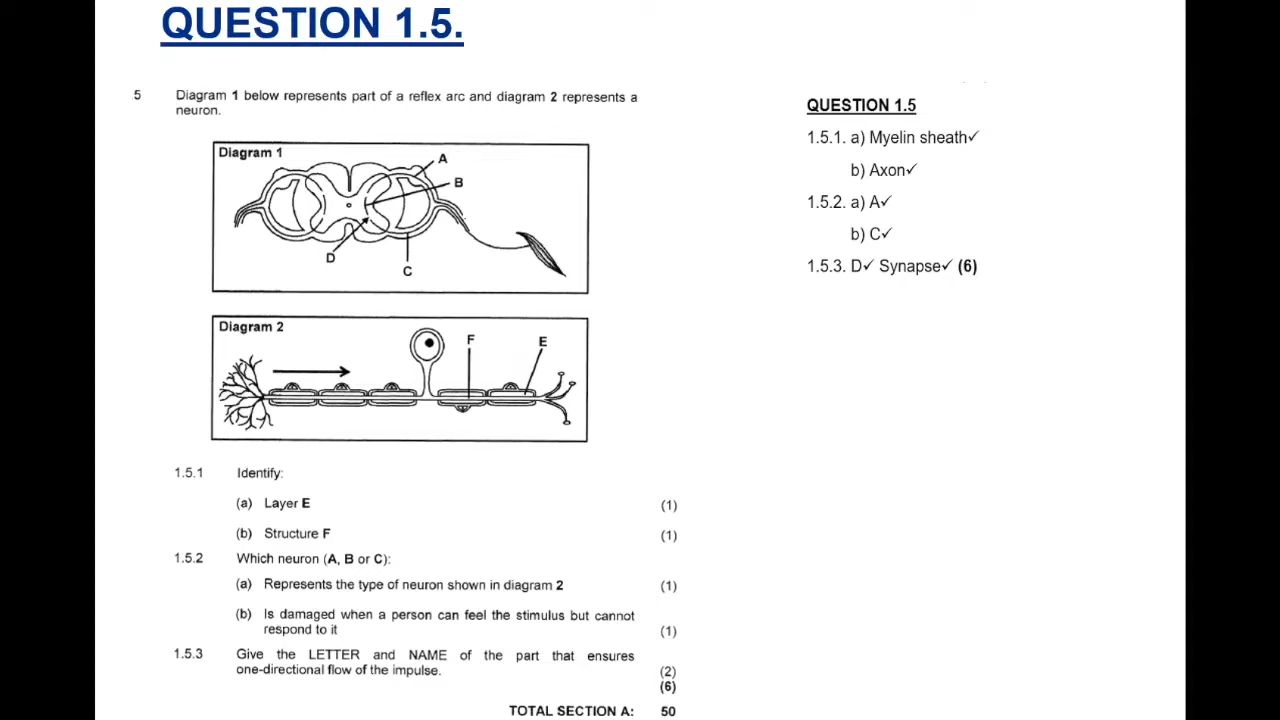 QUESTION 1.5.
5 Diagram 1 below represents part of a reflex arc and diagram 2 represents a
neuron.
Diagram 1
A
B
D
C
Diagram 2
F
E
1.5.1 Identify:
(a) Layer E (1)
(b) Structure F (1)
1.5.2 Which neuron (A, B or C):
(a) Represents the type of neuron shown in diagram 2 (1)
(b) Is damaged when a person can feel the stimulus but cannot
respond to it (1)
1.5.3 Give the LETTER and NAME of the part that ensures
one-directional flow of the impulse. (2)
(6)
TOTAL SECTION A: 50
QUESTION 1.5
1.5.1. a) Myelin sheath✓
b) Axon✓
1.5.2. a) A✓
b) C✓
1.5.3. D✓ Synapse✓ (6)